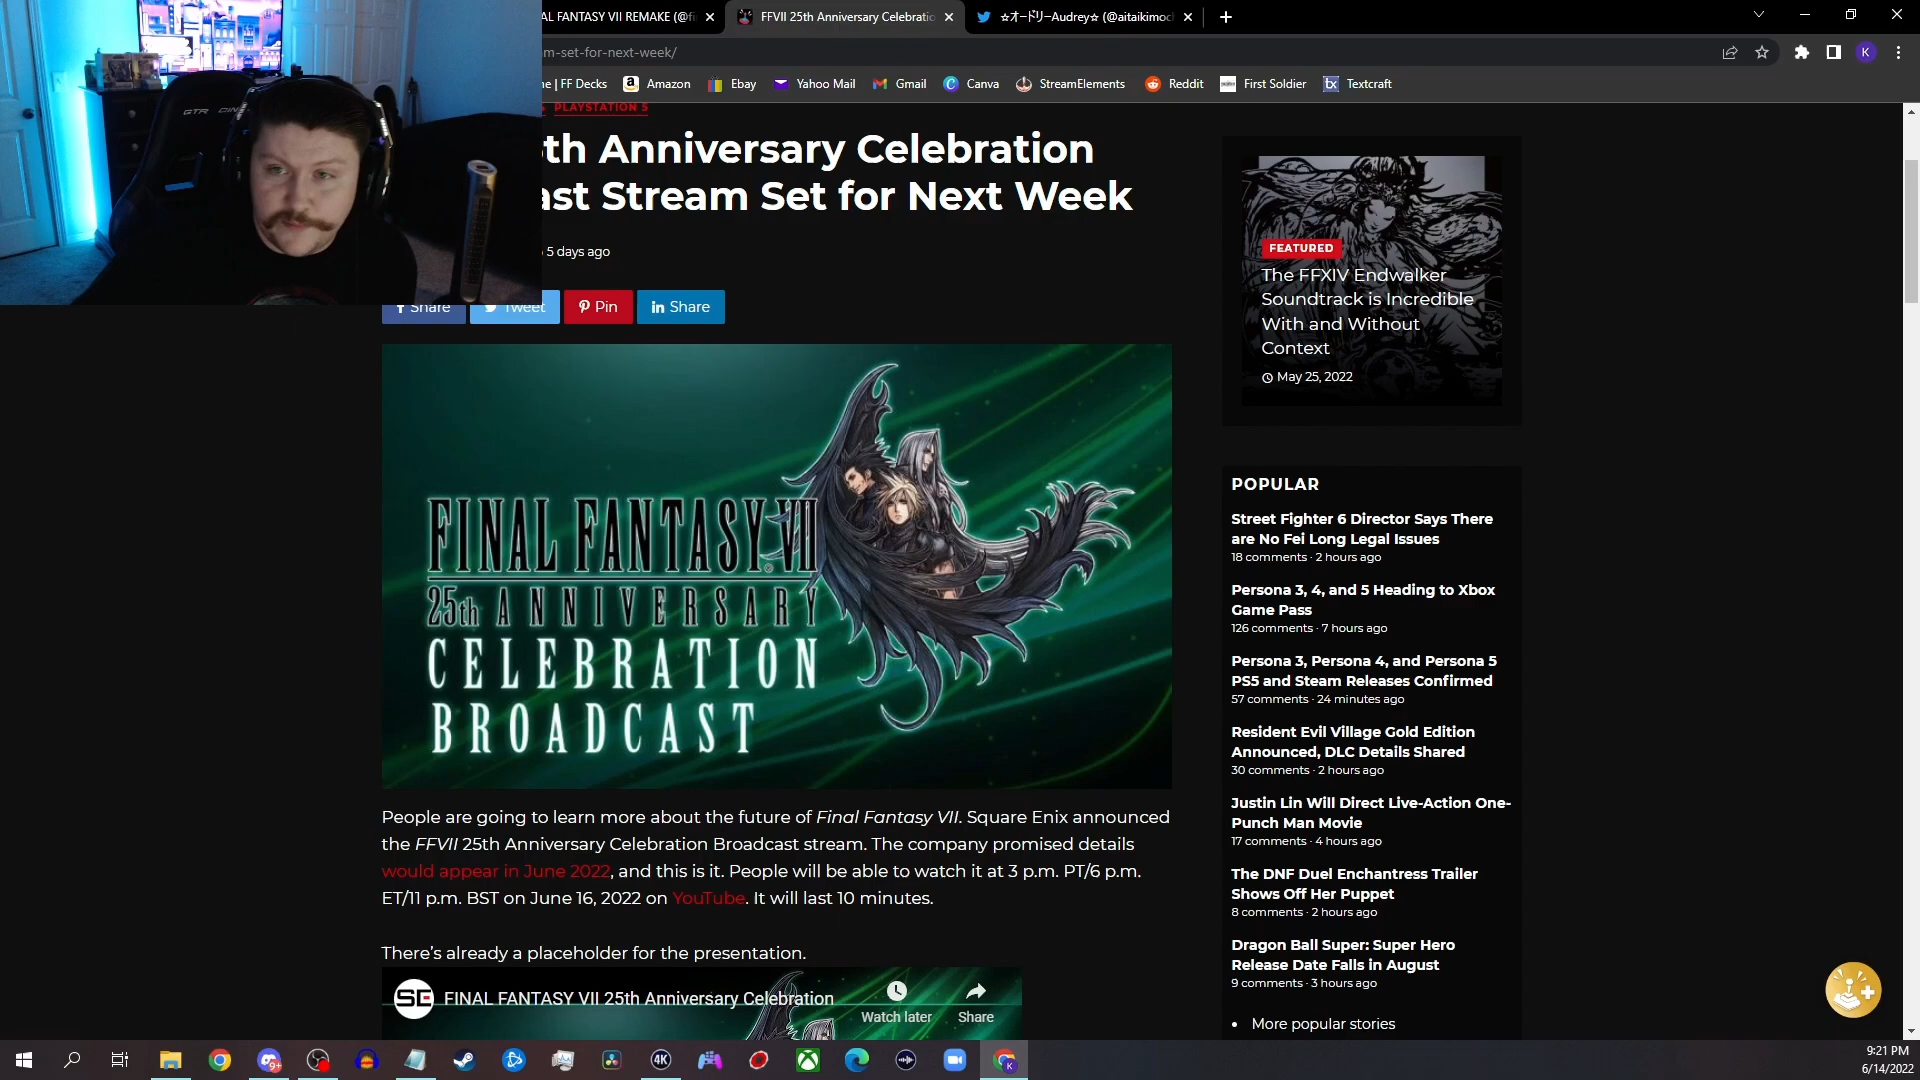 AL FANTASY VII REMAKE (@fi
FFVII 25th Anniversary Celebratio
☆オードリーAudrey☆ (@aitaikimoc
m-set-for-next-week/
K
ne | FF Decks
Amazon
Ebay
Yahoo Mail
Gmail
Canva
StreamElements
Reddit
First Soldier
Textcraft
PLAYSTATION 5
5th Anniversary Celebration
ast Stream Set for Next Week
5 days ago
Share
Tweet
Pin
Share
FINAL FANTASY VII
25th ANNIVERSARY
CELEBRATION
BROADCAST
People are going to learn more about the future of Final Fantasy VII. Square Enix announced
the FFVII 25th Anniversary Celebration Broadcast stream. The company promised details
would appear in June 2022, and this is it. People will be able to watch it at 3 p.m. PT/6 p.m.
ET/11 p.m. BST on June 16, 2022 on YouTube. It will last 10 minutes.
There's already a placeholder for the presentation.
FINAL FANTASY VII 25th Anniversary Celebration
Watch later
Share
FEATURED
The FFXIV Endwalker
Soundtrack is Incredible
With and Without
Context
May 25, 2022
POPULAR
Street Fighter 6 Director Says There
are No Fei Long Legal Issues
18 comments · 2 hours ago
Persona 3, 4, and 5 Heading to Xbox
Game Pass
126 comments · 7 hours ago
Persona 3, Persona 4, and Persona 5
PS5 and Steam Releases Confirmed
57 comments · 24 minutes ago
Resident Evil Village Gold Edition
Announced, DLC Details Shared
30 comments · 2 hours ago
Justin Lin Will Direct Live-Action One-
Punch Man Movie
17 comments · 4 hours ago
The DNF Duel Enchantress Trailer
Shows Off Her Puppet
8 comments · 2 hours ago
Dragon Ball Super: Super Hero
Release Date Falls in August
9 comments · 3 hours ago
More popular stories
9+
4K
9:21 PM
6/14/2022